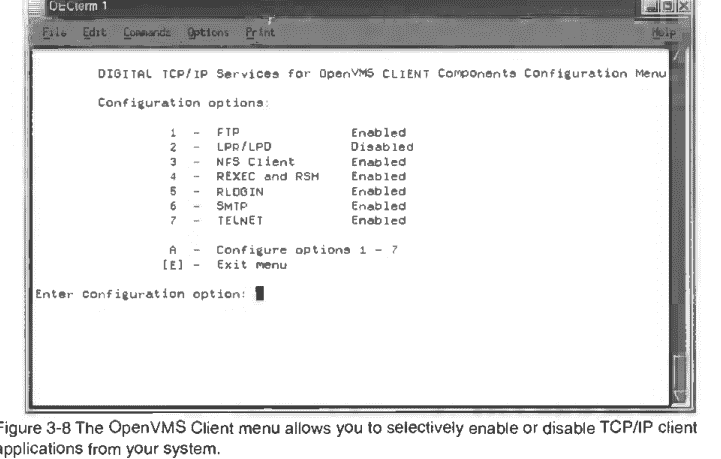 DECterm 1
File Edit Commands Options Print Help
DIGITAL TCP/IP Services for OpenVMS CLIENT Components Configuration Menu
Configuration options:
1 - FTP Enabled
2 - LPR/LPD Disabled
3 - NFS Client Enabled
4 - REXEC and RSH Enabled
5 - RLOGIN Enabled
6 - SMTP Enabled
7 - TELNET Enabled
A - Configure options 1 - 7
[E] - Exit menu
Enter configuration option:
Figure 3-8 The OpenVMS Client menu allows you to selectively enable or disable TCP/IP client
applications from your system.